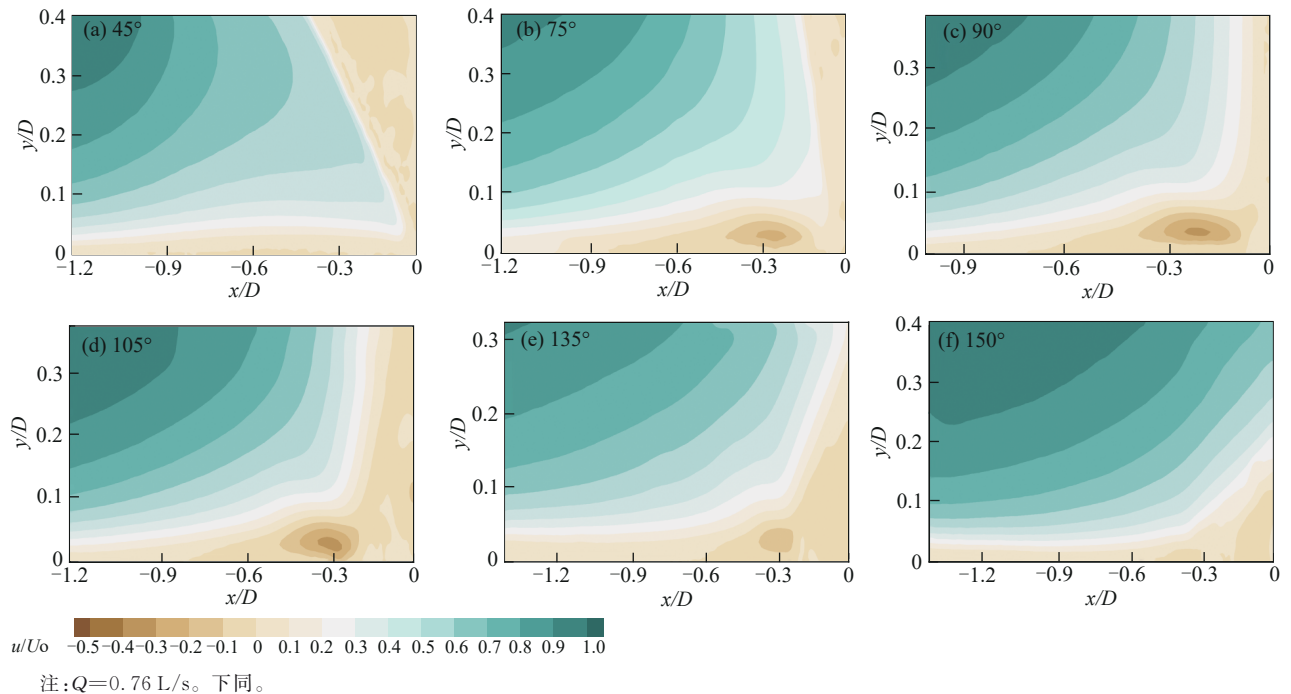 (a) 45°
0.4
0.3
0.2
0.1
0
y/D
−1.2
−0.9
−0.6
−0.3
0
x/D
(b) 75°
0.4
0.3
0.2
0.1
0
y/D
−1.2
−0.9
−0.6
−0.3
0
x/D
(c) 90°
0.3
0.2
0.1
0
y/D
−0.9
−0.6
−0.3
0
x/D
(d) 105°
0.3
0.2
0.1
0
y/D
−1.2
−0.9
−0.6
−0.3
0
x/D
(e) 135°
0.3
0.2
0.1
0
y/D
−1.2
−0.9
−0.6
−0.3
0
x/D
(f) 150°
0.4
0.3
0.2
0.1
0
y/D
−1.2
−0.9
−0.6
−0.3
0
x/D
u/Uo −0.5 −0.4 −0.3 −0.2 −0.1 0 0.1 0.2 0.3 0.4 0.5 0.6 0.7 0.8 0.9 1.0
注:Q=0.76 L/s。下同。